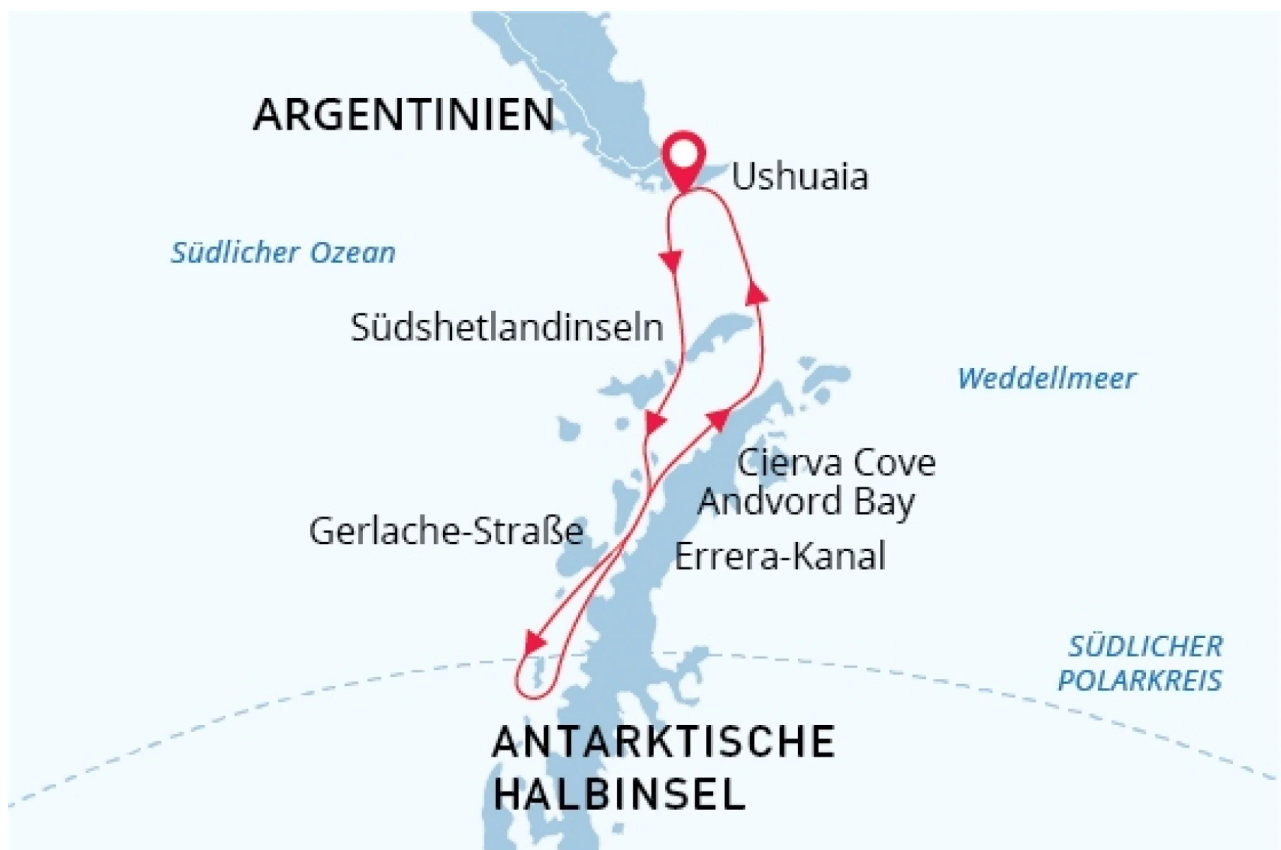 ARGENTINIEN
Ushuaia
Südlicher Ozean
Südshetlandinseln
Weddellmeer
Cierva Cove
Andvord Bay
Gerlache-Straße
Errera-Kanal
SÜDLICHER
POLARKREIS
ANTARKTISCHE
HALBINSEL